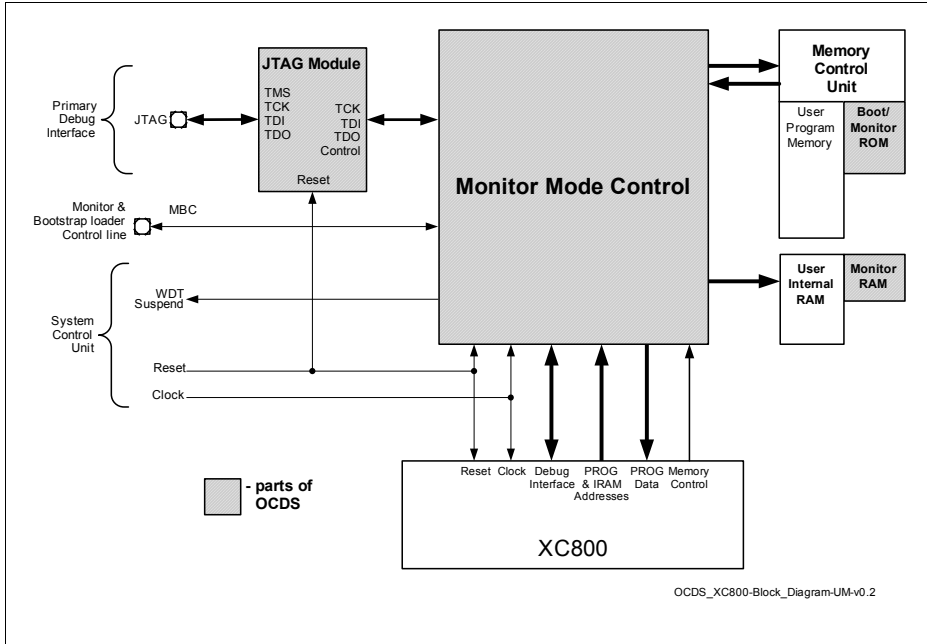 JTAG Module
TMS
TCK
TDI
TDO
TCK
TDI
TDO
Control
Reset
Primary
Debug
Interface
JTAG
Monitor &
Bootstrap loader
Control line
MBC
WDT
Suspend
System
Control
Unit
Reset
Clock
Monitor Mode Control
Memory
Control
Unit
User
Program
Memory
Boot/
Monitor
ROM
User
Internal
RAM
Monitor
RAM
Reset
Clock
Debug
Interface
PROG
& IRAM
Addresses
PROG
Data
Memory
Control
XC800
- parts of
OCDS
OCDS_XC800-Block_Diagram-UM-v0.2